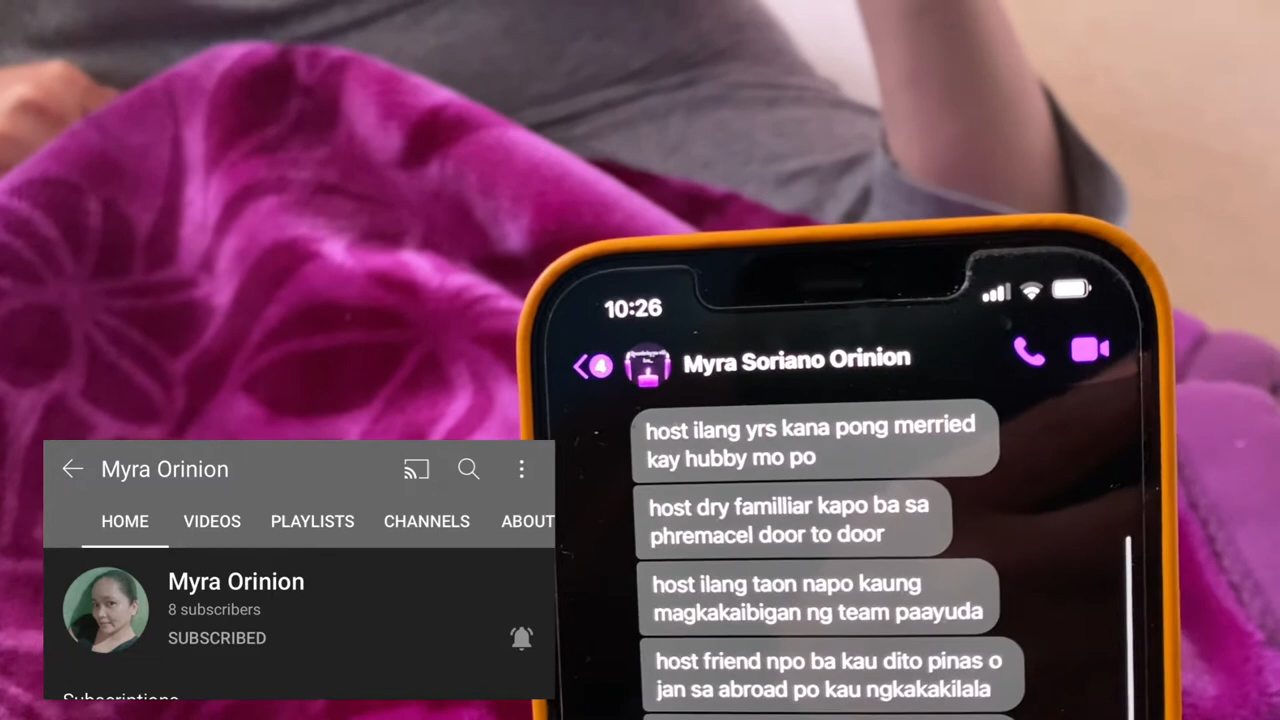 10:26
4
Myra Soriano Orinion
host ilang yrs kana pong merried
kay hubby mo po
host dry familliar kapo ba sa
phremacel door to door
host ilang taon napo kaung
magkakaibigan ng team paayuda
host friend npo ba kau dito pinas o
jan sa abroad po kau ngkakakilala
Myra Orinion
HOME VIDEOS PLAYLISTS CHANNELS ABOUT
Myra Orinion
8 subscribers
SUBSCRIBED
Subscriptions